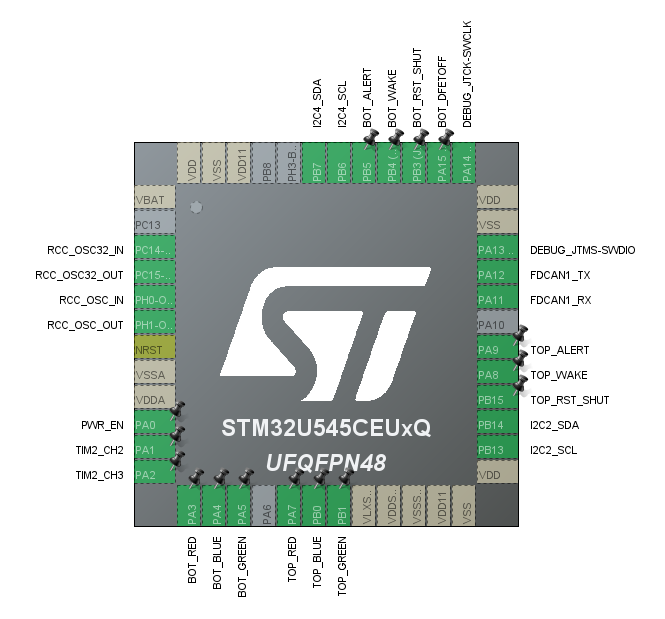 I2C4_SDA
I2C4_SCL
BOT_ALERT
BOT_WAKE
BOT_RST_SHUT
BOT_DFETOFF
DEBUG_JTCK-SWCLK
VDD
VSS
VDD11
PB8
PH3-B..
PB7
PB6
PB5
PB4 (..
PB3 (J..
PA15 ..
PA14 ..
VBAT
PC13
RCC_OSC32_IN PC14-..
RCC_OSC32_OUT PC15-..
RCC_OSC_IN PH0-O..
RCC_OSC_OUT PH1-O..
NRST
VSSA
VDDA
PWR_EN PA0
TIM2_CH2 PA1
TIM2_CH3 PA2
ST
STM32U545CEUxQ
UFQFPN48
VDD
VSS
PA13 .. DEBUG_JTMS-SWDIO
PA12 FDCAN1_TX
PA11 FDCAN1_RX
PA10
PA9 TOP_ALERT
PA8 TOP_WAKE
PB15 TOP_RST_SHUT
PB14 I2C2_SDA
PB13 I2C2_SCL
VDD
PA3
PA4
PA5
PA6
PA7
PB0
PB1
VLXS..
VDDS..
VSSS..
VDD11
VSS
BOT_RED
BOT_BLUE
BOT_GREEN
TOP_RED
TOP_BLUE
TOP_GREEN